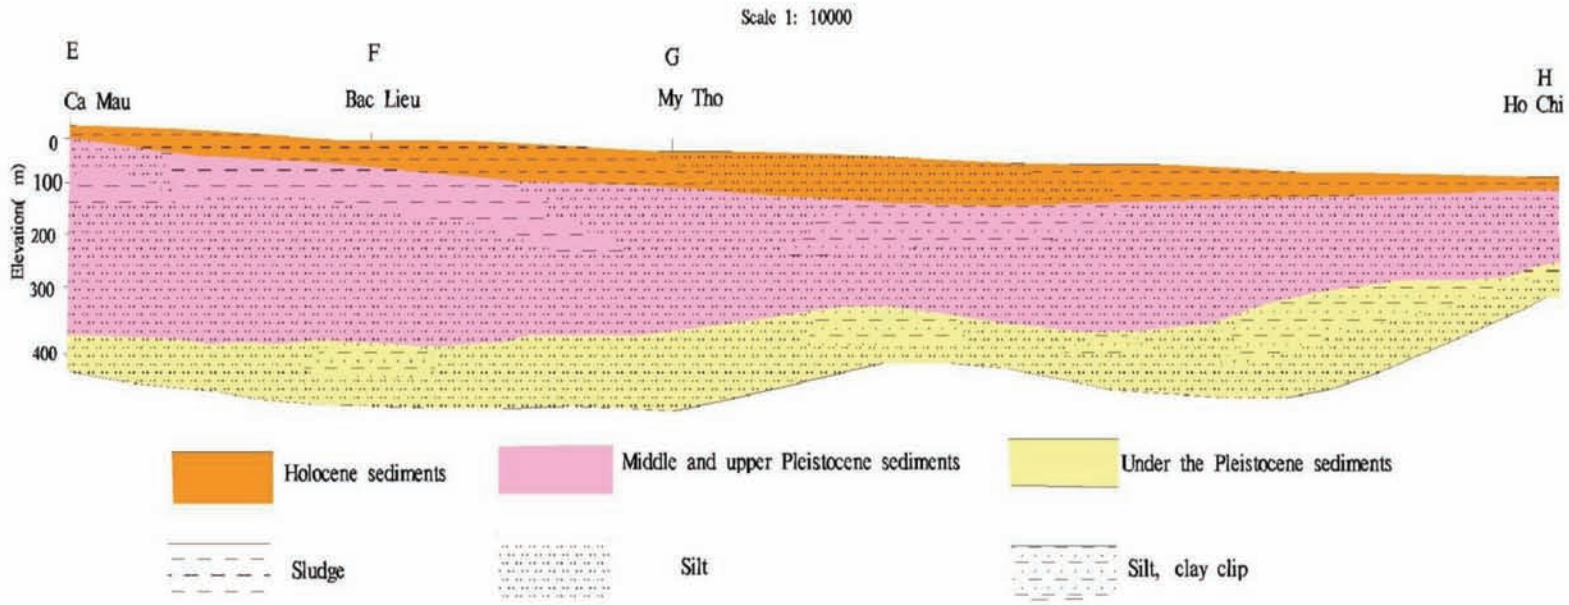 Scale 1: 10000
E
F
G
H
Ca Mau
Bac Lieu
My Tho
Ho Chi
0
100
200
300
400
Elevation( m)
Holocene sediments
Middle and upper Pleistocene sediments
Under the Pleistocene sediments
Sludge
Silt
Silt, clay clip